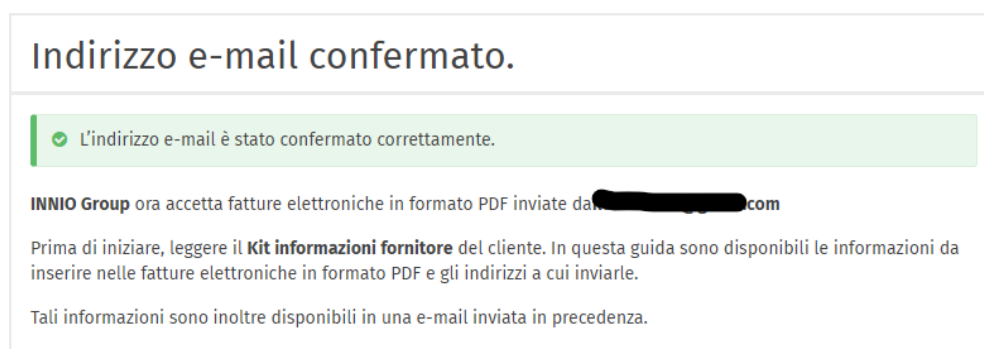 Indirizzo e-mail confermato.
L'indirizzo e-mail è stato confermato correttamente.
INNIO Group ora accetta fatture elettroniche in formato PDF inviate da com
Prima di iniziare, leggere il Kit informazioni fornitore del cliente. In questa guida sono disponibili le informazioni da
inserire nelle fatture elettroniche in formato PDF e gli indirizzi a cui inviarle.
Tali informazioni sono inoltre disponibili in una e-mail inviata in precedenza.